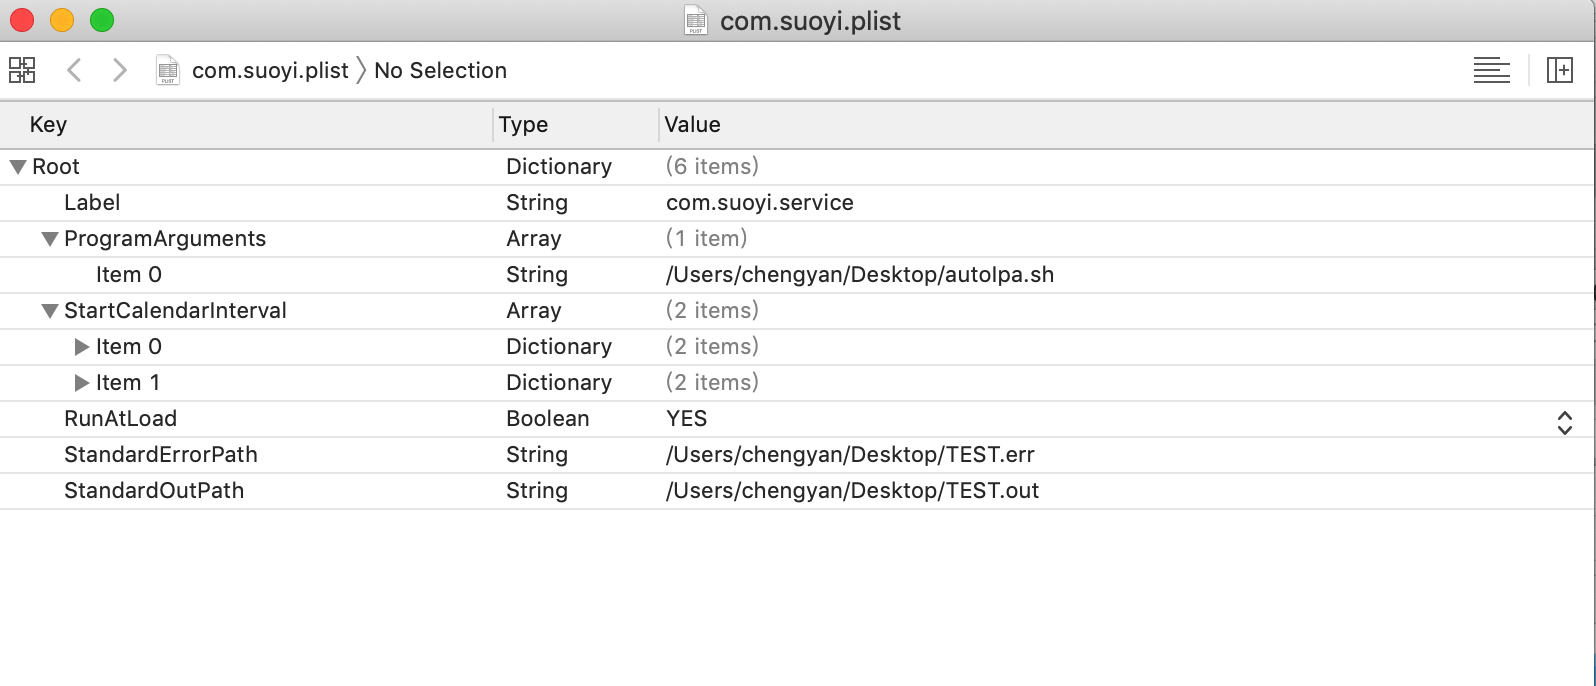 com.suoyi.plist
com.suoyi.plist No Selection
Key Type Value
Root Dictionary (6 items)
Label String com.suoyi.service
ProgramArguments Array (1 item)
Item 0 String /Users/chengyan/Desktop/autoIpa.sh
StartCalendarInterval Array (2 items)
Item 0 Dictionary (2 items)
Item 1 Dictionary (2 items)
RunAtLoad Boolean YES
StandardErrorPath String /Users/chengyan/Desktop/TEST.err
StandardOutPath String /Users/chengyan/Desktop/TEST.out